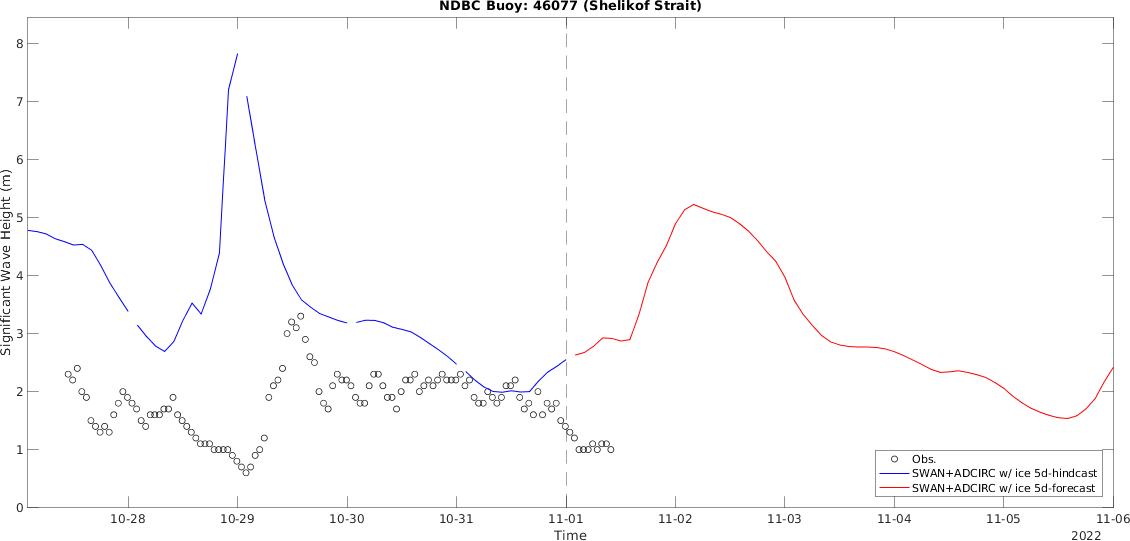 NDBC Buoy: 46077 (Shelikof Strait)
8
7
6
5
4
3
2
1
0
Significant Wave Height (m)
Obs.
SWAN+ADCIRC w/ ice 5d-hindcast
SWAN+ADCIRC w/ ice 5d-forecast
10-28 10-29 10-30 10-31 11-01 11-02 11-03 11-04 11-05 11-06
Time
2022